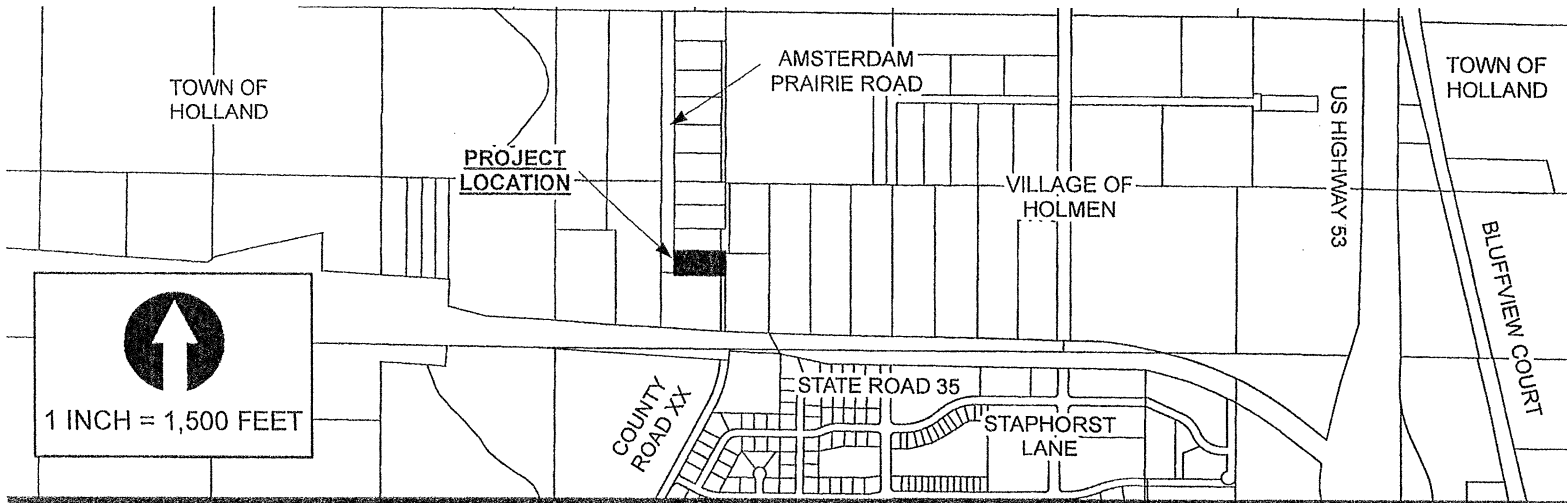 TOWN OF
HOLLAND
AMSTERDAM
PRAIRIE ROAD
PROJECT
LOCATION
VILLAGE OF
HOLMEN
US HIGHWAY 53
TOWN OF
HOLLAND
BLUFFVIEW COURT
1 INCH = 1,500 FEET
COUNTY
ROAD XX
STATE ROAD 35
STAPHORST
LANE